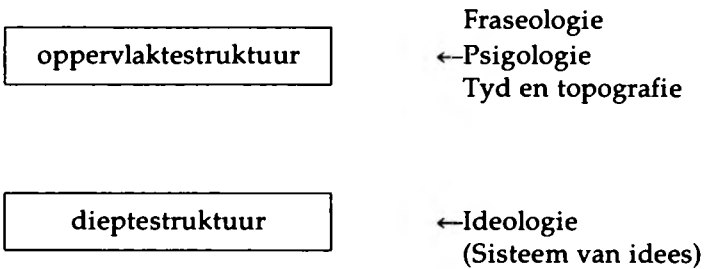 Fraseologie
oppervlaktestruktuur ←Psigologie
Tyd en topografie
dieptestruktuur ←Ideologie
(Sisteem van idees)